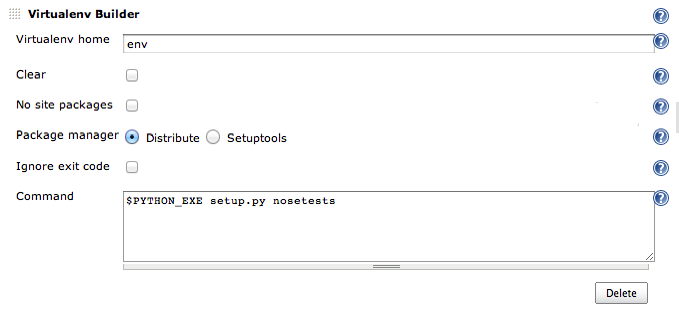 Virtualenv Builder
Virtualenv home env
Clear
No site packages
Package manager Distribute Setuptools
Ignore exit code
Command $PYTHON_EXE setup.py nosetests
Delete